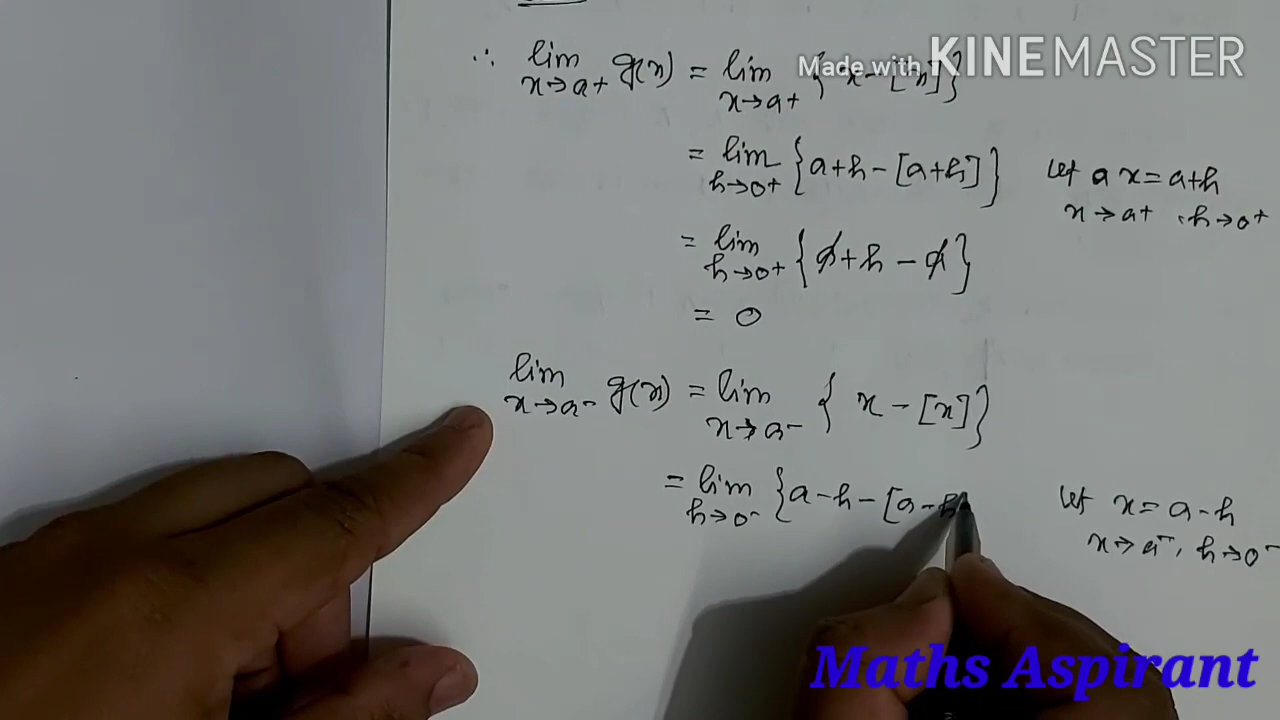 Made with KINEMASTER
∴ lim x→a+ g(x) = lim x→a+ {x-[x]}
= lim h→0+ {a+h-[a+h]} let a x=a+h
x→a+, h→0+
= lim h→0+ {a+h-a}
= 0
lim x→a- g(x) = lim x→a- {x-[x]}
= lim h→0- {a-h-[a-h] let x=a-h
x→a-, h→0-
Maths Aspirant